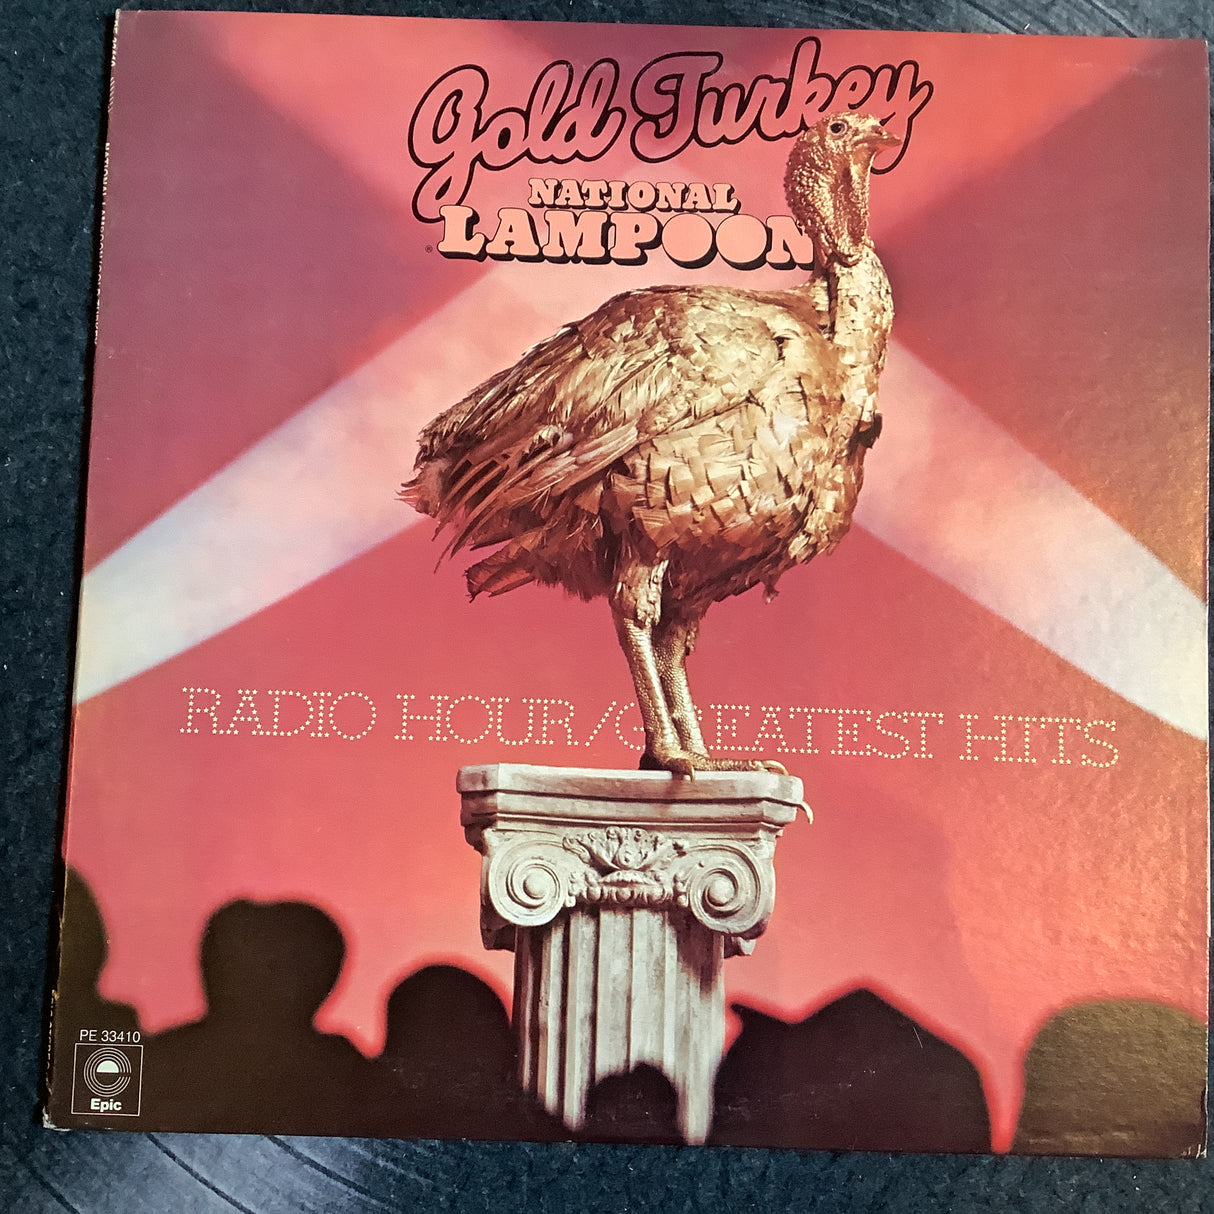 Gold Turkey
NATIONAL
LAMPOON
®
RADIO HOUR/GREATEST HITS
PE 33410
Epic